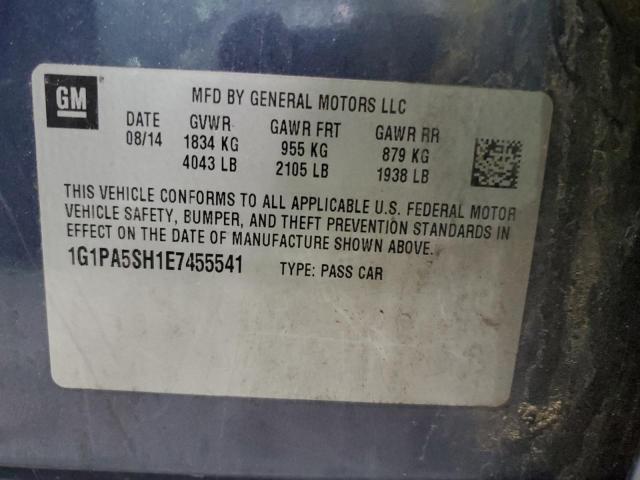 GM
MFD BY GENERAL MOTORS LLC
DATE GVWR GAWR FRT GAWR RR
08/14 1834 KG 955 KG 879 KG
4043 LB 2105 LB 1938 LB
THIS VEHICLE CONFORMS TO ALL APPLICABLE U.S. FEDERAL MOTOR
VEHICLE SAFETY, BUMPER, AND THEFT PREVENTION STANDARDS IN
EFFECT ON THE DATE OF MANUFACTURE SHOWN ABOVE.
1G1PA5SH1E7455541 TYPE: PASS CAR